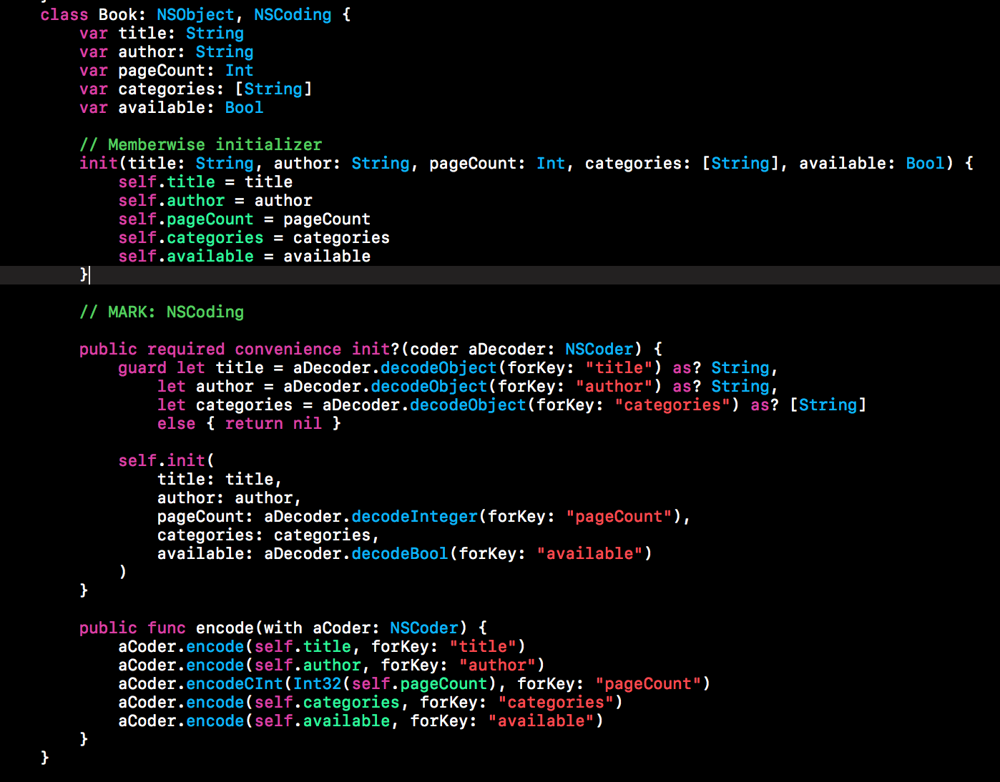 class Book: NSObject, NSCoding {
    var title: String
    var author: String
    var pageCount: Int
    var categories: [String]
    var available: Bool

    // Memberwise initializer
    init(title: String, author: String, pageCount: Int, categories: [String], available: Bool) {
        self.title = title
        self.author = author
        self.pageCount = pageCount
        self.categories = categories
        self.available = available
    }

    // MARK: NSCoding

    public required convenience init?(coder aDecoder: NSCoder) {
        guard let title = aDecoder.decodeObject(forKey: "title") as? String,
            let author = aDecoder.decodeObject(forKey: "author") as? String,
            let categories = aDecoder.decodeObject(forKey: "categories") as? [String]
            else { return nil }

        self.init(
            title: title,
            author: author,
            pageCount: aDecoder.decodeInteger(forKey: "pageCount"),
            categories: categories,
            available: aDecoder.decodeBool(forKey: "available")
        )
    }

    public func encode(with aCoder: NSCoder) {
        aCoder.encode(self.title, forKey: "title")
        aCoder.encode(self.author, forKey: "author")
        aCoder.encodeCInt(Int32(self.pageCount), forKey: "pageCount")
        aCoder.encode(self.categories, forKey: "categories")
        aCoder.encode(self.available, forKey: "available")
    }
}